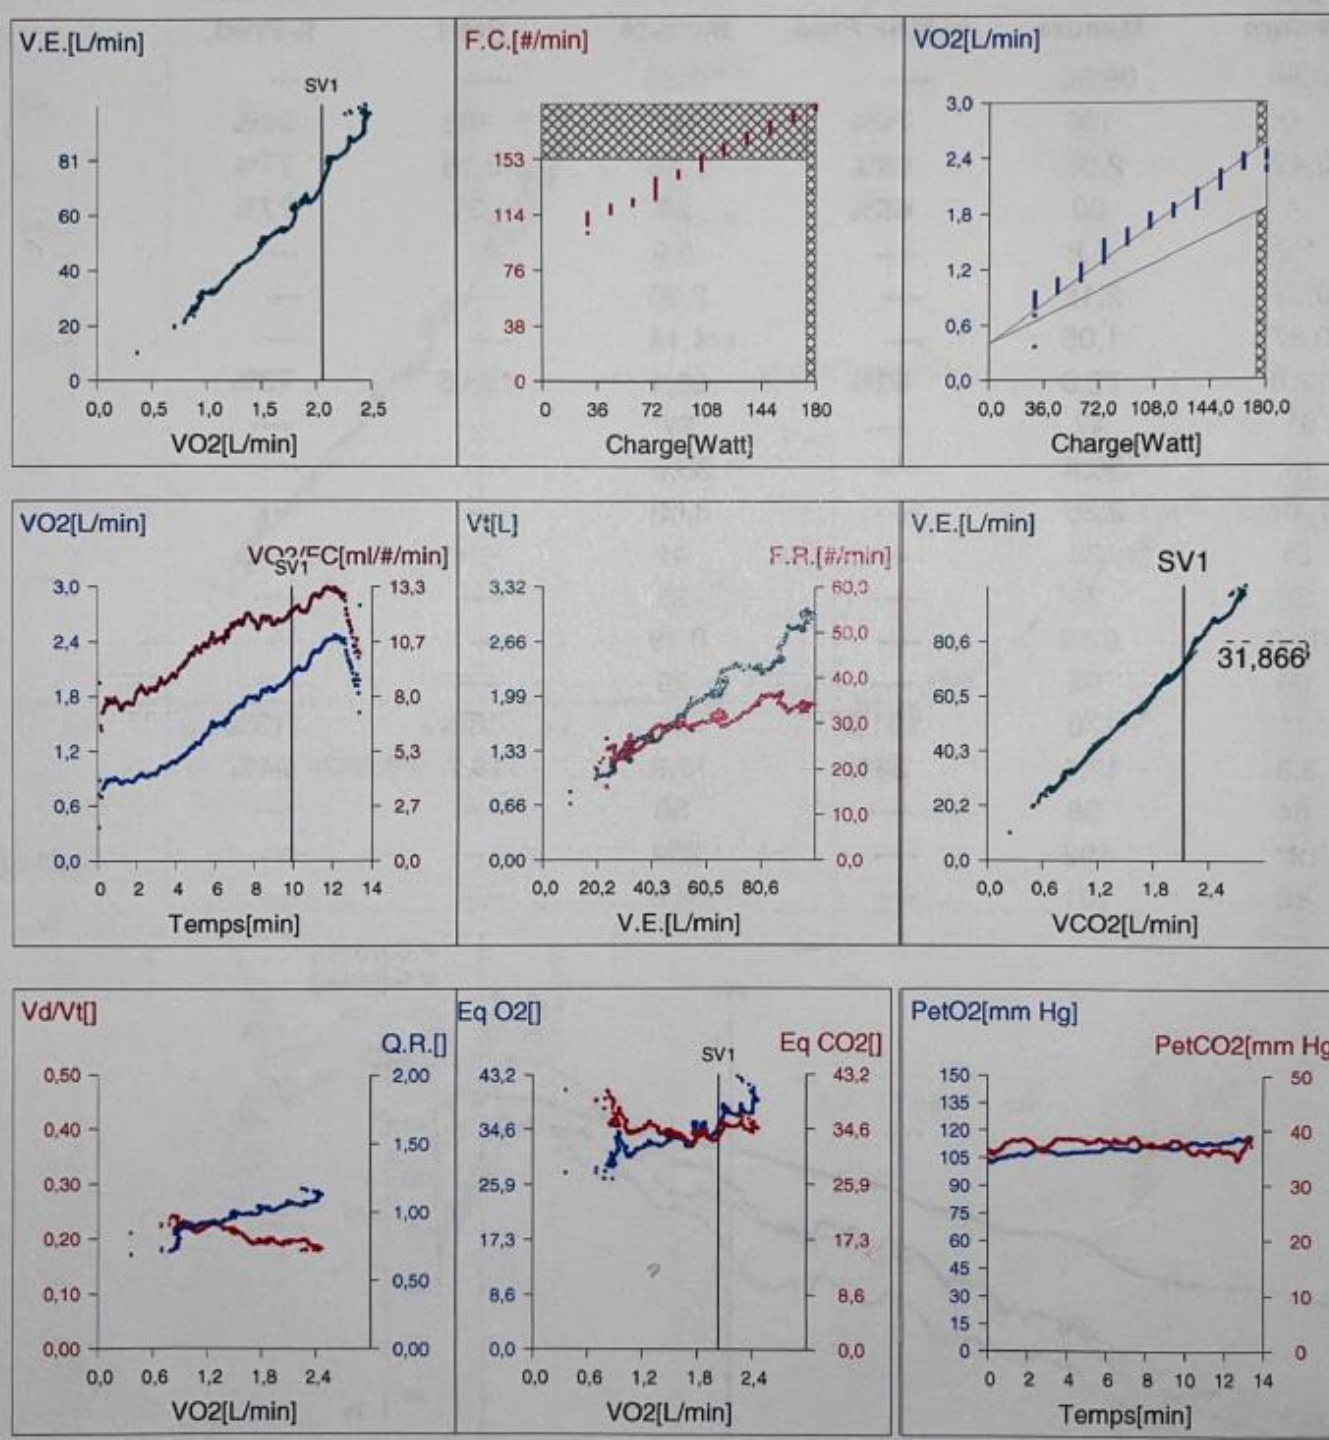 V.E.[L/min]
SV1
81
60
40
20
0
0,0 0,5 1,0 1,5 2,0 2,5
VO2[L/min]
F.C.[#/min]
153
114
76
38
0
0 36 72 108 144 180
Charge[Watt]
VO2[L/min]
3,0
2,4
1,8
1,2
0,6
0,0
0,0 36,0 72,0 108,0 144,0 180,0
Charge[Watt]
VO2[L/min]
VO2/FC[ml/#/min]
SV1
3,0 13,3
2,4 10,7
1,8 8,0
1,2 5,3
0,6 2,7
0,0 0,0
0 2 4 6 8 10 12 14
Temps[min]
Vt[L]
F.R.[#/min]
3,32 60,0
2,66 50,0
1,99 40,0
1,33 30,0
0,66 20,0
0,00 10,0
0,0
0,0 20,2 40,3 60,5 80,6
V.E.[L/min]
V.E.[L/min]
SV1
80,6
31,866
60,5
40,3
20,2
0,0
0,0 0,6 1,2 1,8 2,4
VCO2[L/min]
Vd/Vt[]
Q.R.[]
0,50 2,00
0,40 1,50
0,30
0,20 1,00
0,10 0,50
0,00 0,00
0,0 0,6 1,2 1,8 2,4
VO2[L/min]
Eq O2[]
SV1 Eq CO2[]
43,2 43,2
34,6 34,6
25,9 25,9
17,3 17,3
8,6 8,6
0,0 0,0
0,0 0,6 1,2 1,8 2,4
VO2[L/min]
PetO2[mm Hg]
PetCO2[mm Hg
150 50
135
120 40
105
90 30
75
60 20
45
30 10
15
0 0
0 2 4 6 8 10 12 14
Temps[min]